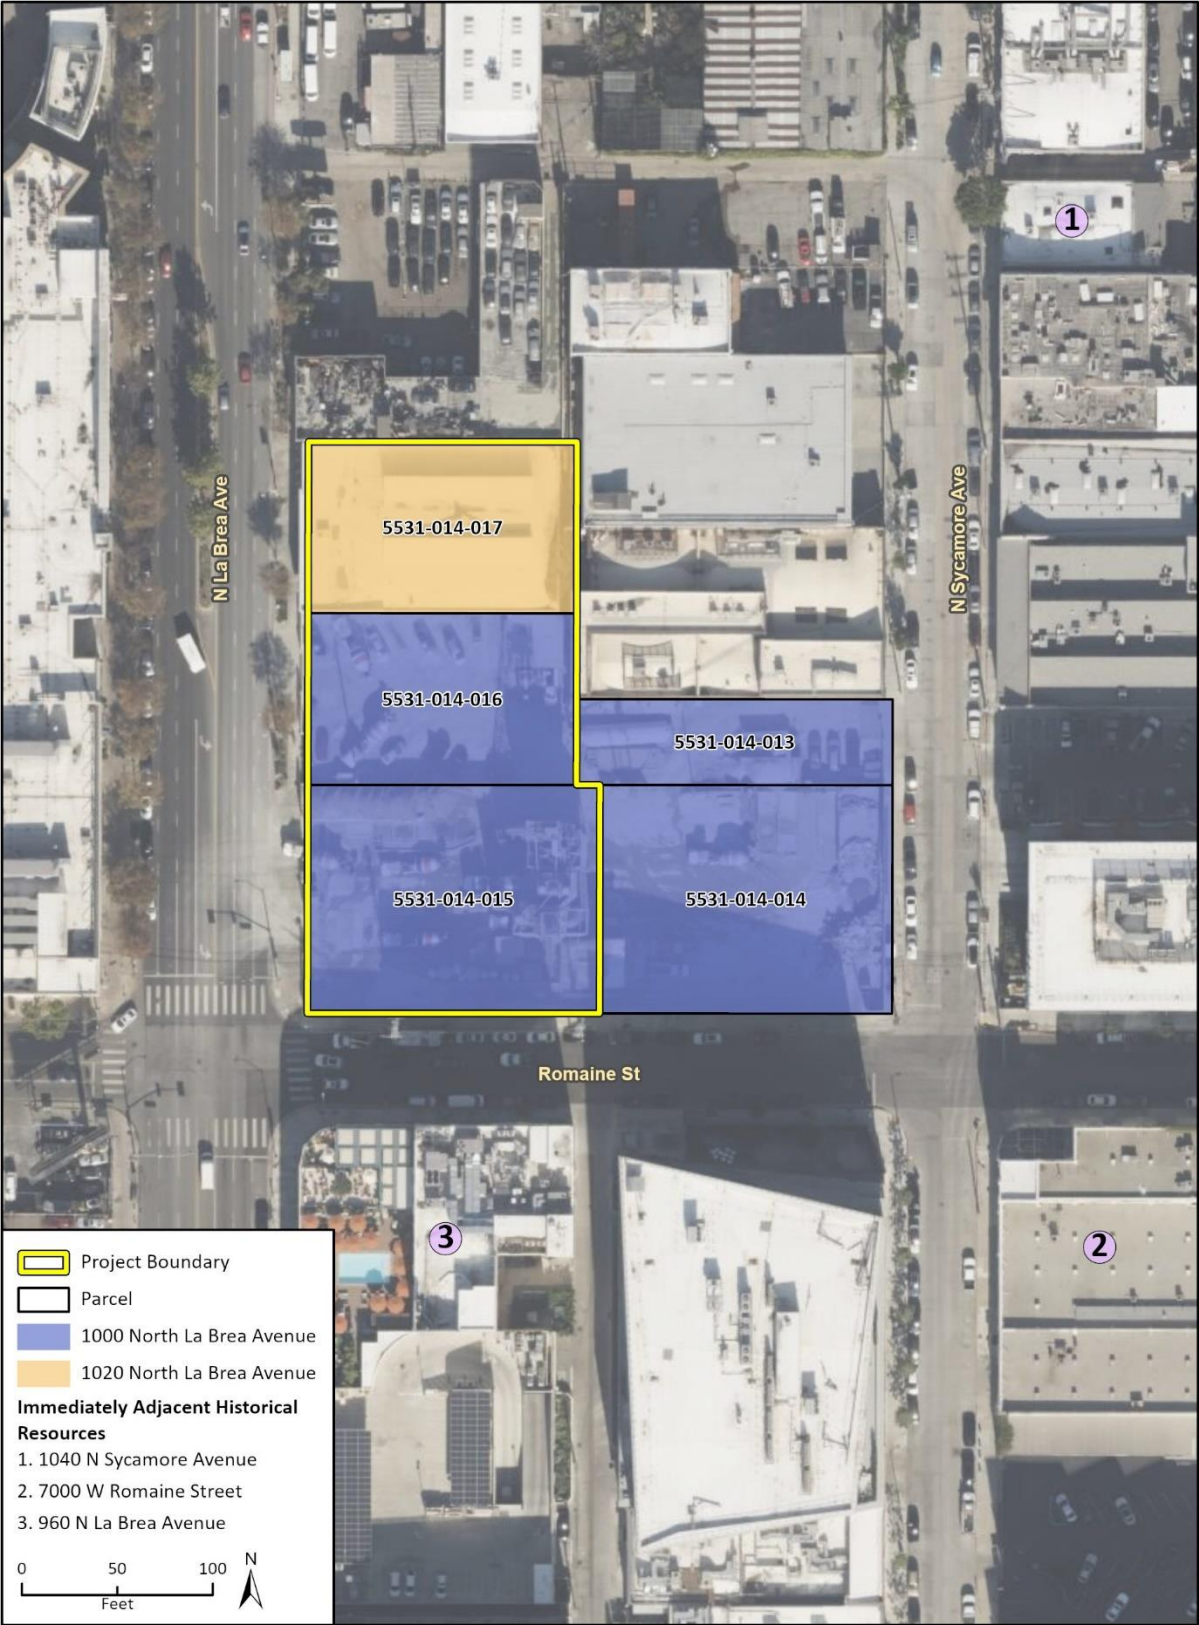 1
N La Brea Ave
N Sycamore Ave
5531-014-017
5531-014-016
5531-014-013
5531-014-015
5531-014-014
Romaine St
3
2
Project Boundary
Parcel
1000 North La Brea Avenue
1020 North La Brea Avenue
Immediately Adjacent Historical
Resources
1. 1040 N Sycamore Avenue
2. 7000 W Romaine Street
3. 960 N La Brea Avenue
0 50 100
Feet
N